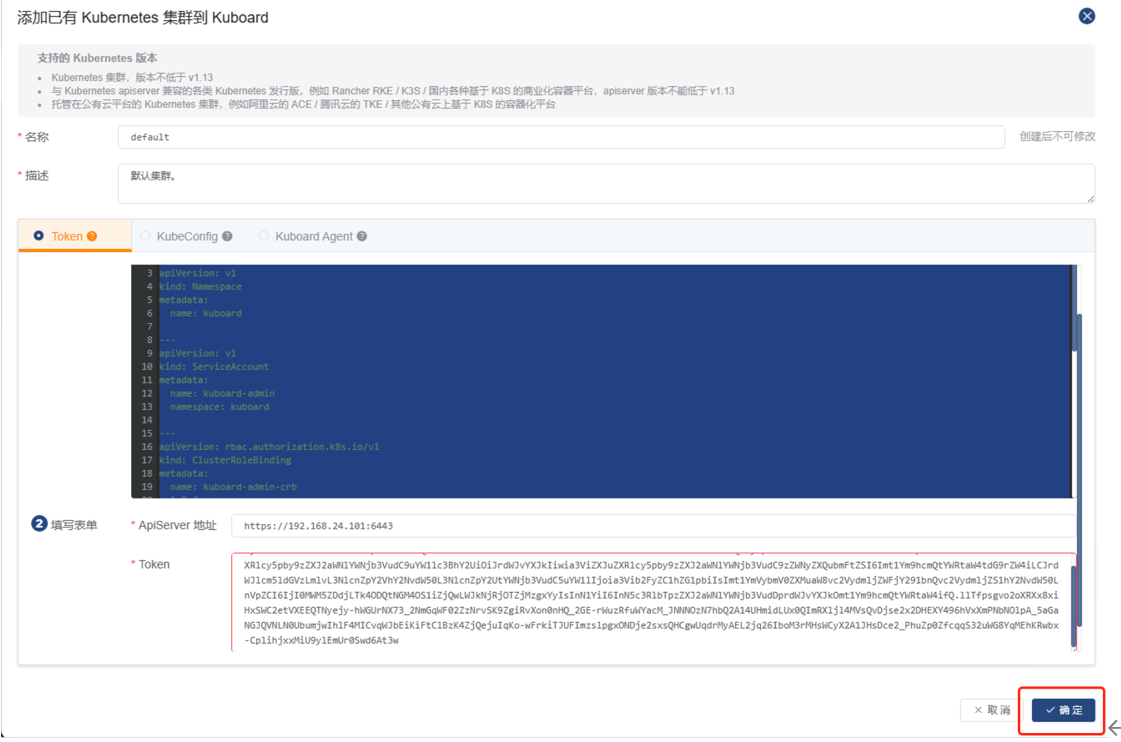 添加已有 Kubernetes 集群到 Kuboard
支持的 Kubernetes 版本
Kubernetes 集群，版本不低于 v1.13
与 Kubernetes apiserver 兼容的各类 Kubernetes 发行版，例如 Rancher RKE / K3S / 国内各种基于 K8S 的商业化容器平台，apiserver 版本不能低于 v1.13
托管在公有云平台的 Kubernetes 集群，例如阿里云的 ACE / 腾讯云的 TKE / 其他公有云上基于 K8S 的容器化平台
* 名称 default 创建后不可修改
* 描述 默认集群。
Token KubeConfig Kuboard Agent
3 apiVersion: v1
4 kind: Namespace
5 metadata:
6 name: kuboard
7
8 ---
9 apiVersion: v1
10 kind: ServiceAccount
11 metadata:
12 name: kuboard-admin
13 namespace: kuboard
14
15 ---
16 apiVersion: rbac.authorization.k8s.io/v1
17 kind: ClusterRoleBinding
18 metadata:
19 name: kuboard-admin-crb
2 填写表单 * ApiServer 地址 https://192.168.24.101:6443
* Token
取消 确定